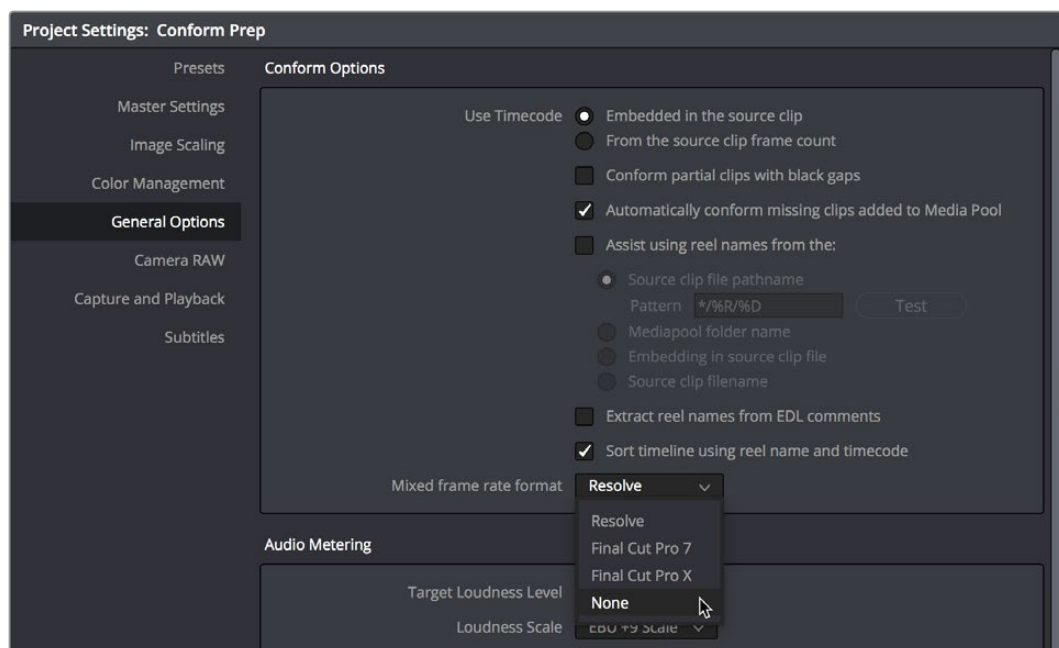 Project Settings: Conform Prep
Presets
Master Settings
Image Scaling
Color Management
General Options
Camera RAW
Capture and Playback
Subtitles
Conform Options
Use Timecode Embedded in the source clip
From the source clip frame count
Conform partial clips with black gaps
Automatically conform missing clips added to Media Pool
Assist using reel names from the:
Source clip file pathname
Pattern */%R/%D Test
Mediapool folder name
Embedding in source clip file
Source clip filename
Extract reel names from EDL comments
Sort timeline using reel name and timecode
Mixed frame rate format Resolve
Resolve
Final Cut Pro 7
Final Cut Pro X
None
Audio Metering
Target Loudness Level
Loudness Scale EBU +9 Scale